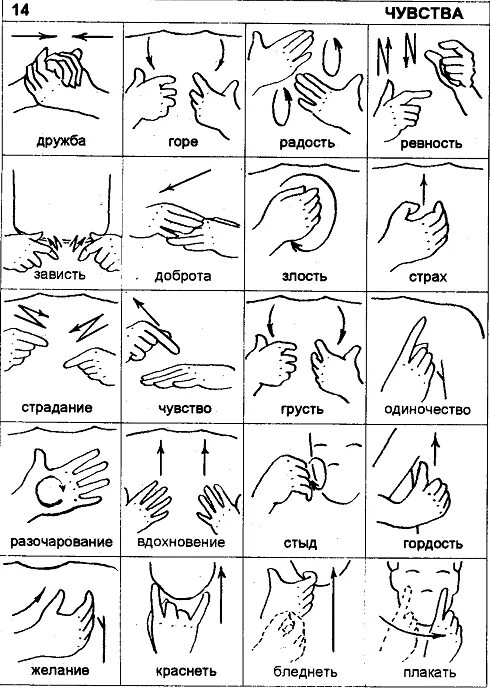 14 ЧУВСТВА
дружба горе радость ревность
зависть доброта злость страх
страдание чувство грусть одиночество
разочарование вдохновение стыд гордость
желание краснеть бледнеть плакать